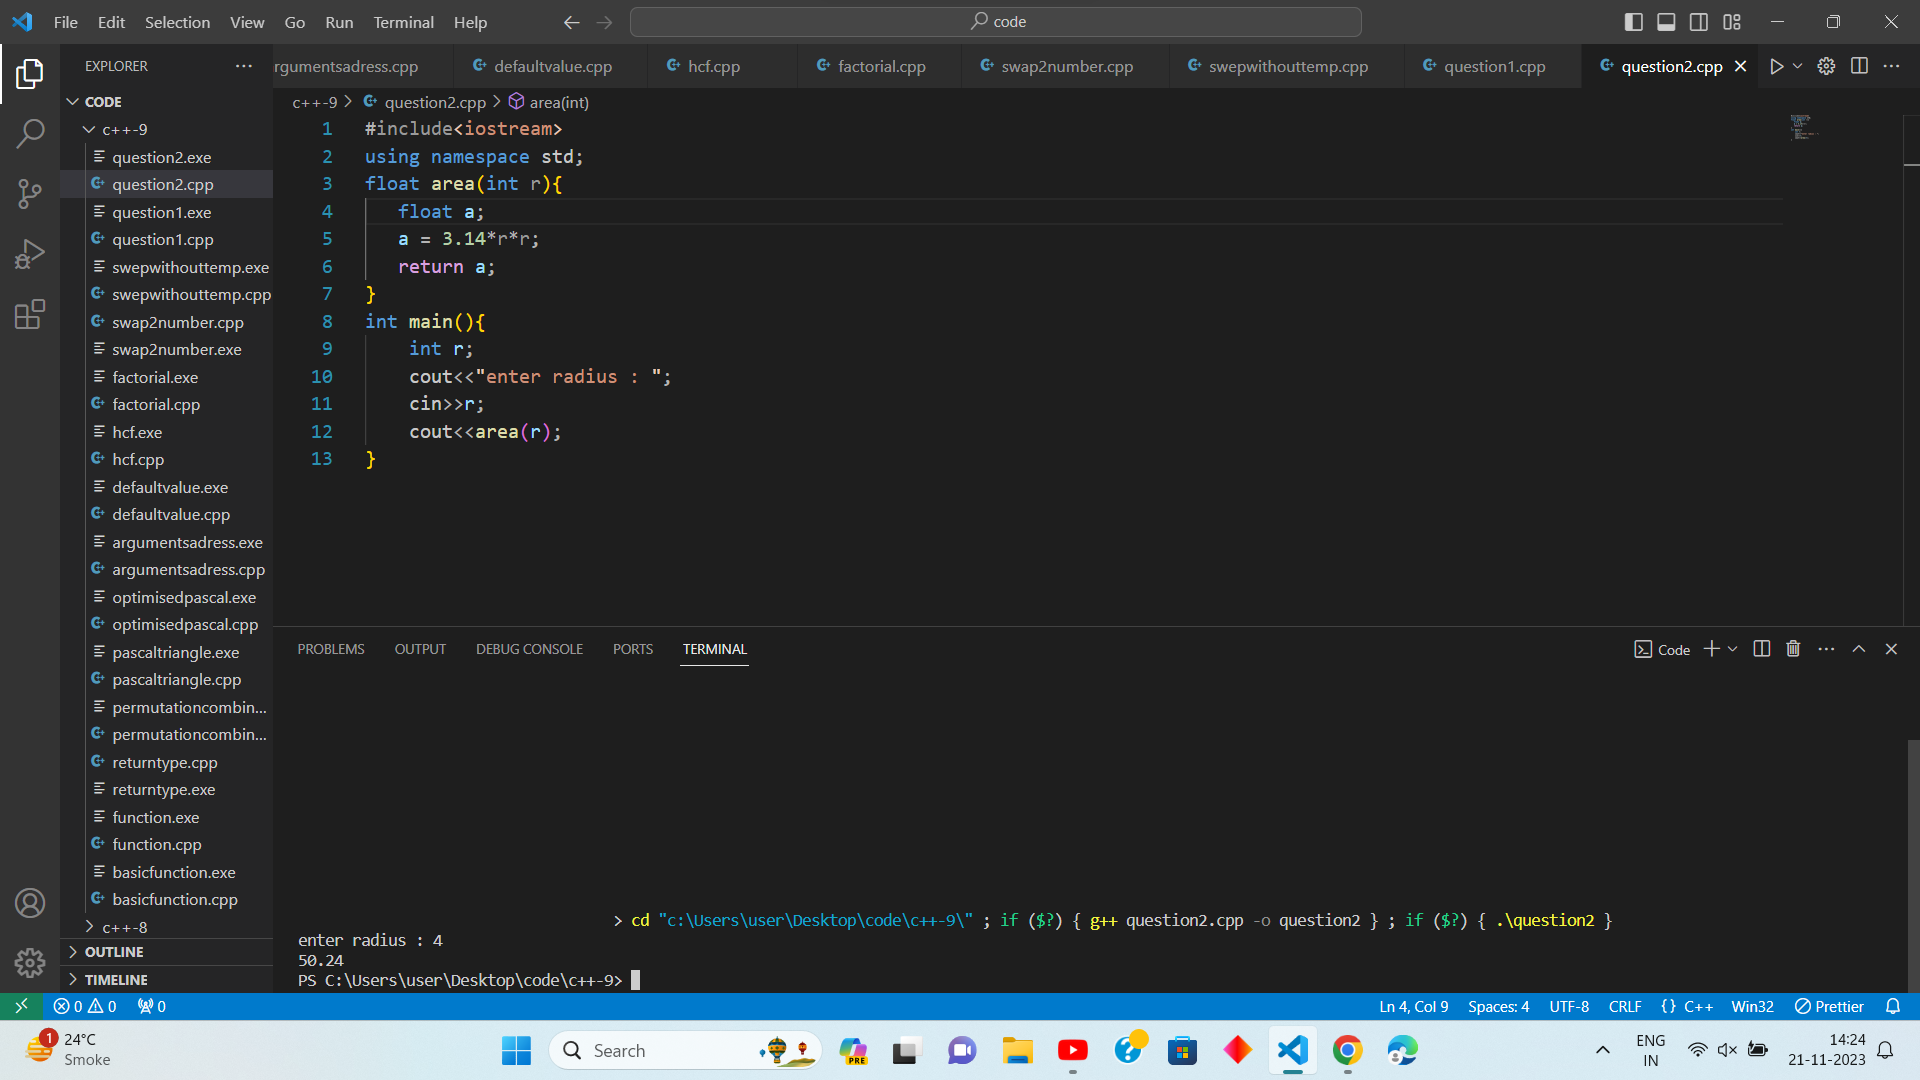 File Edit Selection View Go Run Terminal Help
code
EXPLORER
rgumentsadress.cpp
defaultvalue.cpp
hcf.cpp
factorial.cpp
swap2number.cpp
swepwithouttemp.cpp
question1.cpp
question2.cpp
CODE
c++-9
question2.exe
question2.cpp
question1.exe
question1.cpp
swepwithouttemp.exe
swepwithouttemp.cpp
swap2number.cpp
swap2number.exe
factorial.exe
factorial.cpp
hcf.exe
hcf.cpp
defaultvalue.exe
defaultvalue.cpp
argumentsadress.exe
argumentsadress.cpp
optimisedpascal.exe
optimisedpascal.cpp
pascaltriangle.exe
pascaltriangle.cpp
permutationcombin...
permutationcombin...
returntype.cpp
returntype.exe
function.exe
function.cpp
basicfunction.exe
basicfunction.cpp
c++-8
OUTLINE
TIMELINE
c++-9 > question2.cpp > area(int)
1 #include<iostream>
2 using namespace std;
3 float area(int r){
4 float a;
5 a = 3.14*r*r;
6 return a;
7 }
8 int main(){
9 int r;
10 cout<<"enter radius : ";
11 cin>>r;
12 cout<<area(r);
13 }
PROBLEMS OUTPUT DEBUG CONSOLE PORTS TERMINAL
Code
> cd "c:\Users\user\Desktop\code\c++-9\" ; if ($?) { g++ question2.cpp -o question2 } ; if ($?) { .\question2 }
enter radius : 4
50.24
PS C:\Users\user\Desktop\code\c++-9>
0 0 0
Ln 4, Col 9 Spaces: 4 UTF-8 CRLF {} C++ Win32 Prettier
1
24°C
Smoke
Search
PRE
ENG
IN
14:24
21-11-2023